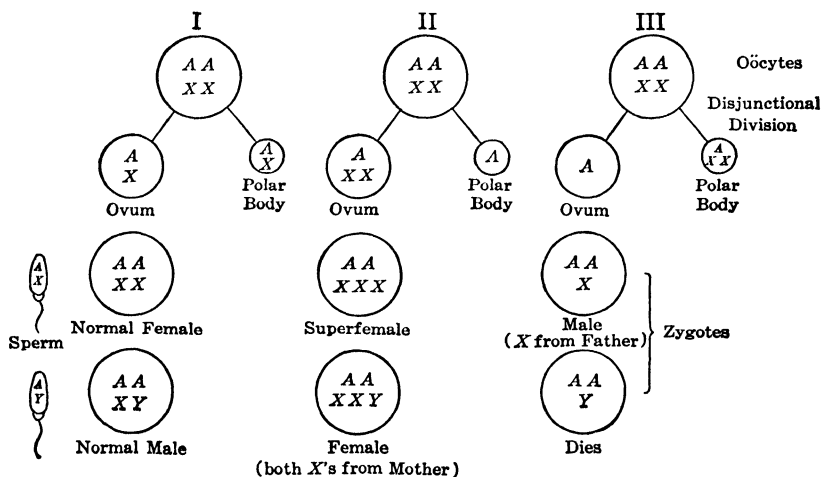 I II III
A A A A A A Oöcytes
X X X X X X
Disjunctional
Division
A A A A A A
X X X X X X X
Polar Polar Polar
Ovum Body Ovum Body Ovum Body
A A A A A A A
X X X X X X X
Normal Female Superfemale Male
Sperm (X from Father) Zygotes
A A A A A A A
Y X Y X X Y Y
Normal Male Female Dies
(both X's from Mother)